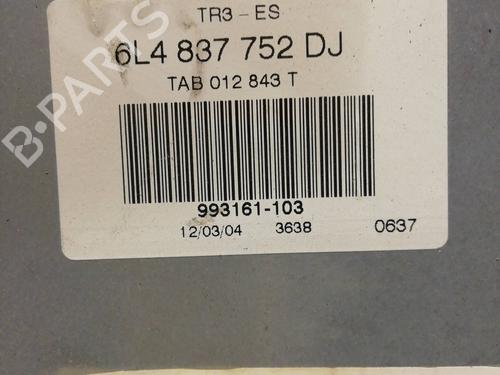 TR3 - ES
6L4 837 752 DJ
TAB 012 843 T
993161-103
12/03/04 3638 0637
B-PARTS